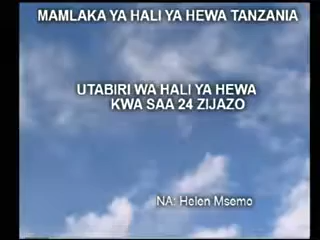 MAMLAKA YA HALI YA HEWA TANZANIA
UTABIRI WA HALI YA HEWA
KWA SAA 24 ZIJAZO
NA: Helen Msemo